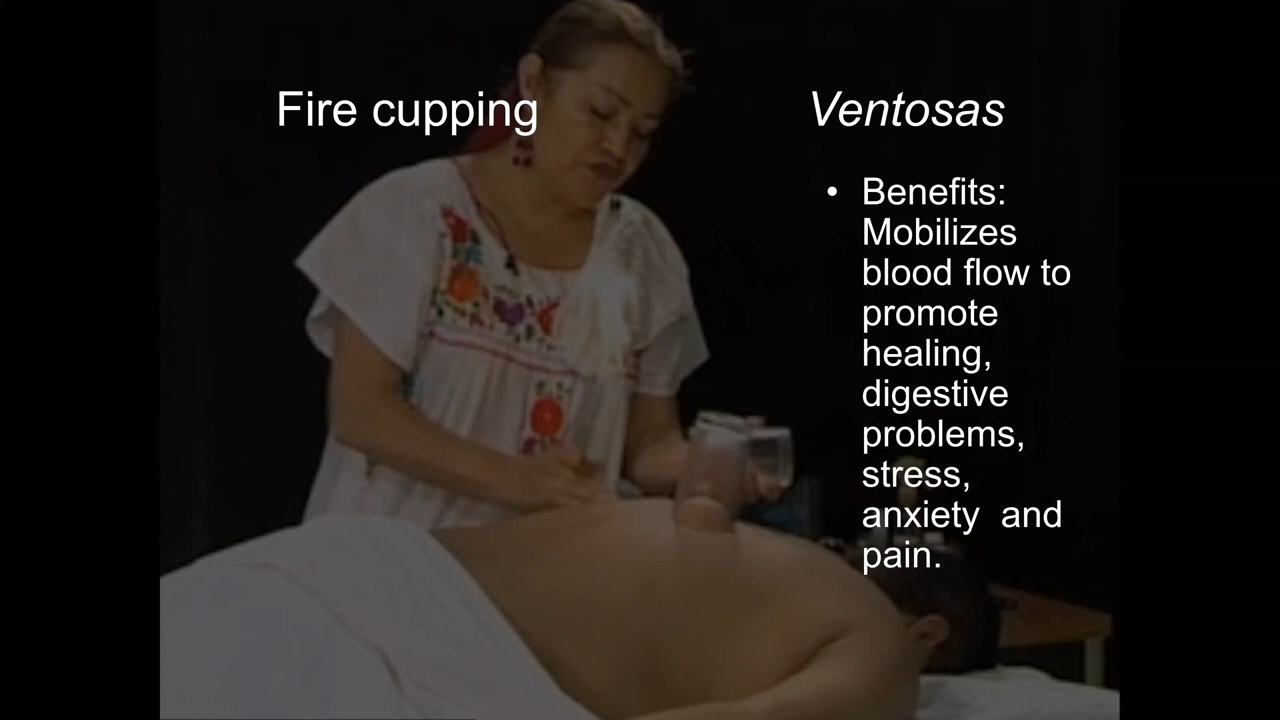 Fire cupping
Ventosas
• Benefits:
Mobilizes
blood flow to
promote
healing,
digestive
problems,
stress,
anxiety  and
pain.